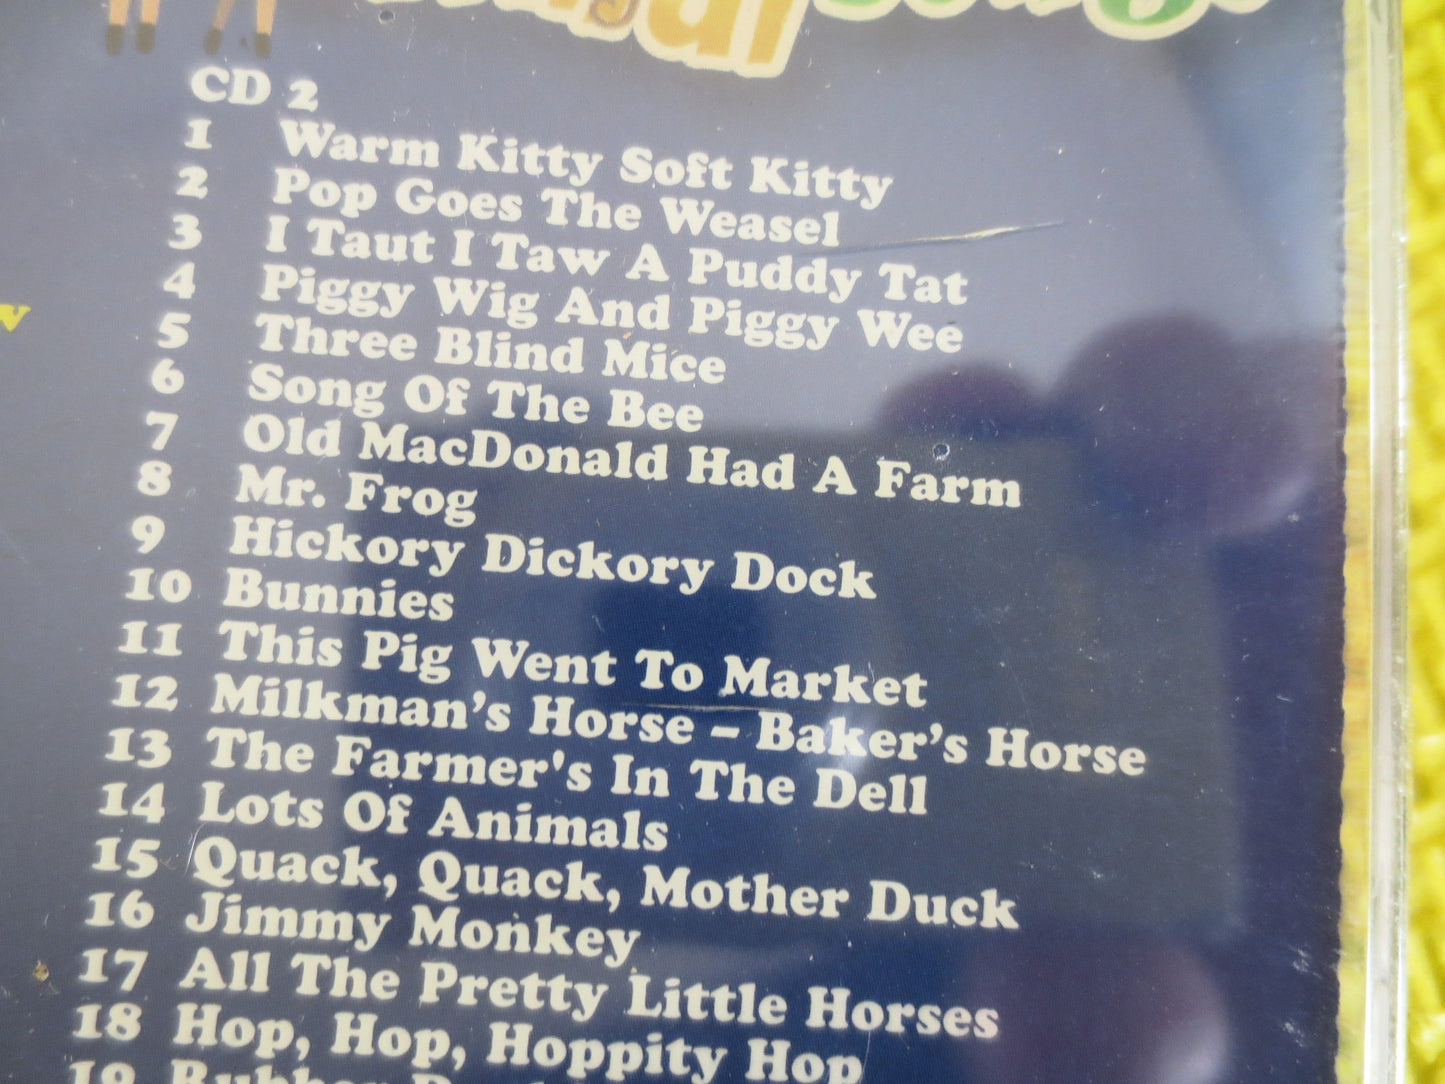 CD 2
1 Warm Kitty Soft Kitty
2 Pop Goes The Weasel
3 I Taut I Taw A Puddy Tat
4 Piggy Wig And Piggy Wee
5 Three Blind Mice
6 Song Of The Bee
7 Old MacDonald Had A Farm
8 Mr. Frog
9 Hickory Dickory Dock
10 Bunnies
11 This Pig Went To Market
12 Milkman's Horse – Baker's Horse
13 The Farmer's In The Dell
14 Lots Of Animals
15 Quack, Quack, Mother Duck
16 Jimmy Monkey
17 All The Pretty Little Horses
18 Hop, Hop, Hoppity Hop
19 Rubber